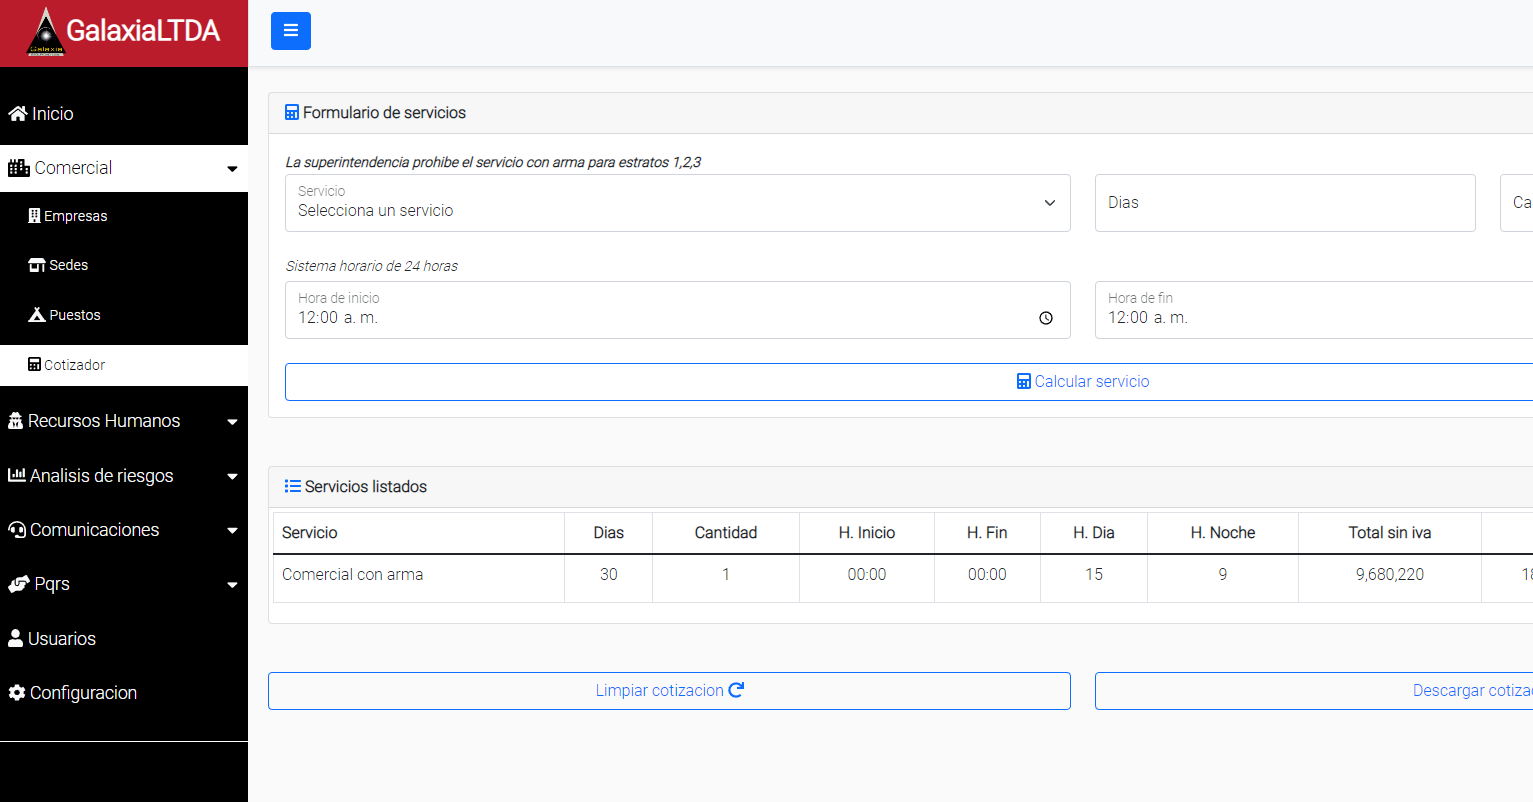 GalaxiaLTDA
Inicio
Comercial
Empresas
Sedes
Puestos
Cotizador
Recursos Humanos
Analisis de riesgos
Comunicaciones
Pqrs
Usuarios
Configuracion
Formulario de servicios
La superintendencia prohibe el servicio con arma para estratos 1,2,3
Servicio
Selecciona un servicio
Dias
Ca
Sistema horario de 24 horas
Hora de inicio
12:00 a. m.
Hora de fin
12:00 a. m.
Calcular servicio
Servicios listados
Servicio Dias Cantidad H. Inicio H. Fin H. Dia H. Noche Total sin iva
Comercial con arma 30 1 00:00 00:00 15 9 9,680,220 18
Limpiar cotizacion
Descargar cotizac